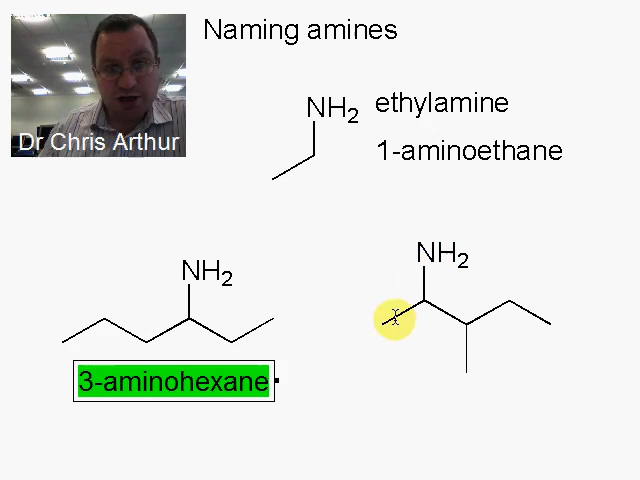 Naming amines
Dr Chris Arthur
NH2
ethylamine
1-aminoethane
NH2
NH2
3-aminohexane